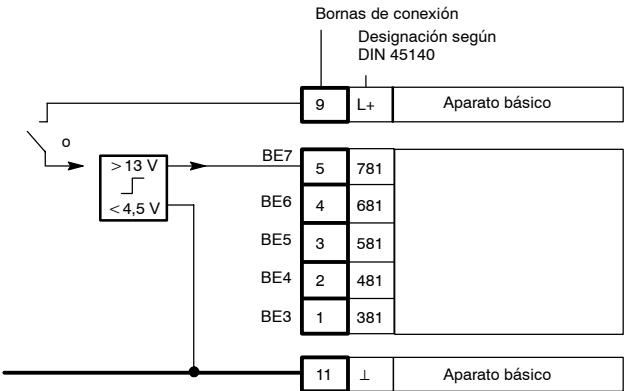 Bornas de conexión
Designación según
DIN 45140
9 L+ Aparato básico
o
>13 V
<4,5 V
BE7 5 781
BE6 4 681
BE5 3 581
BE4 2 481
BE3 1 381
11 ⊥ Aparato básico